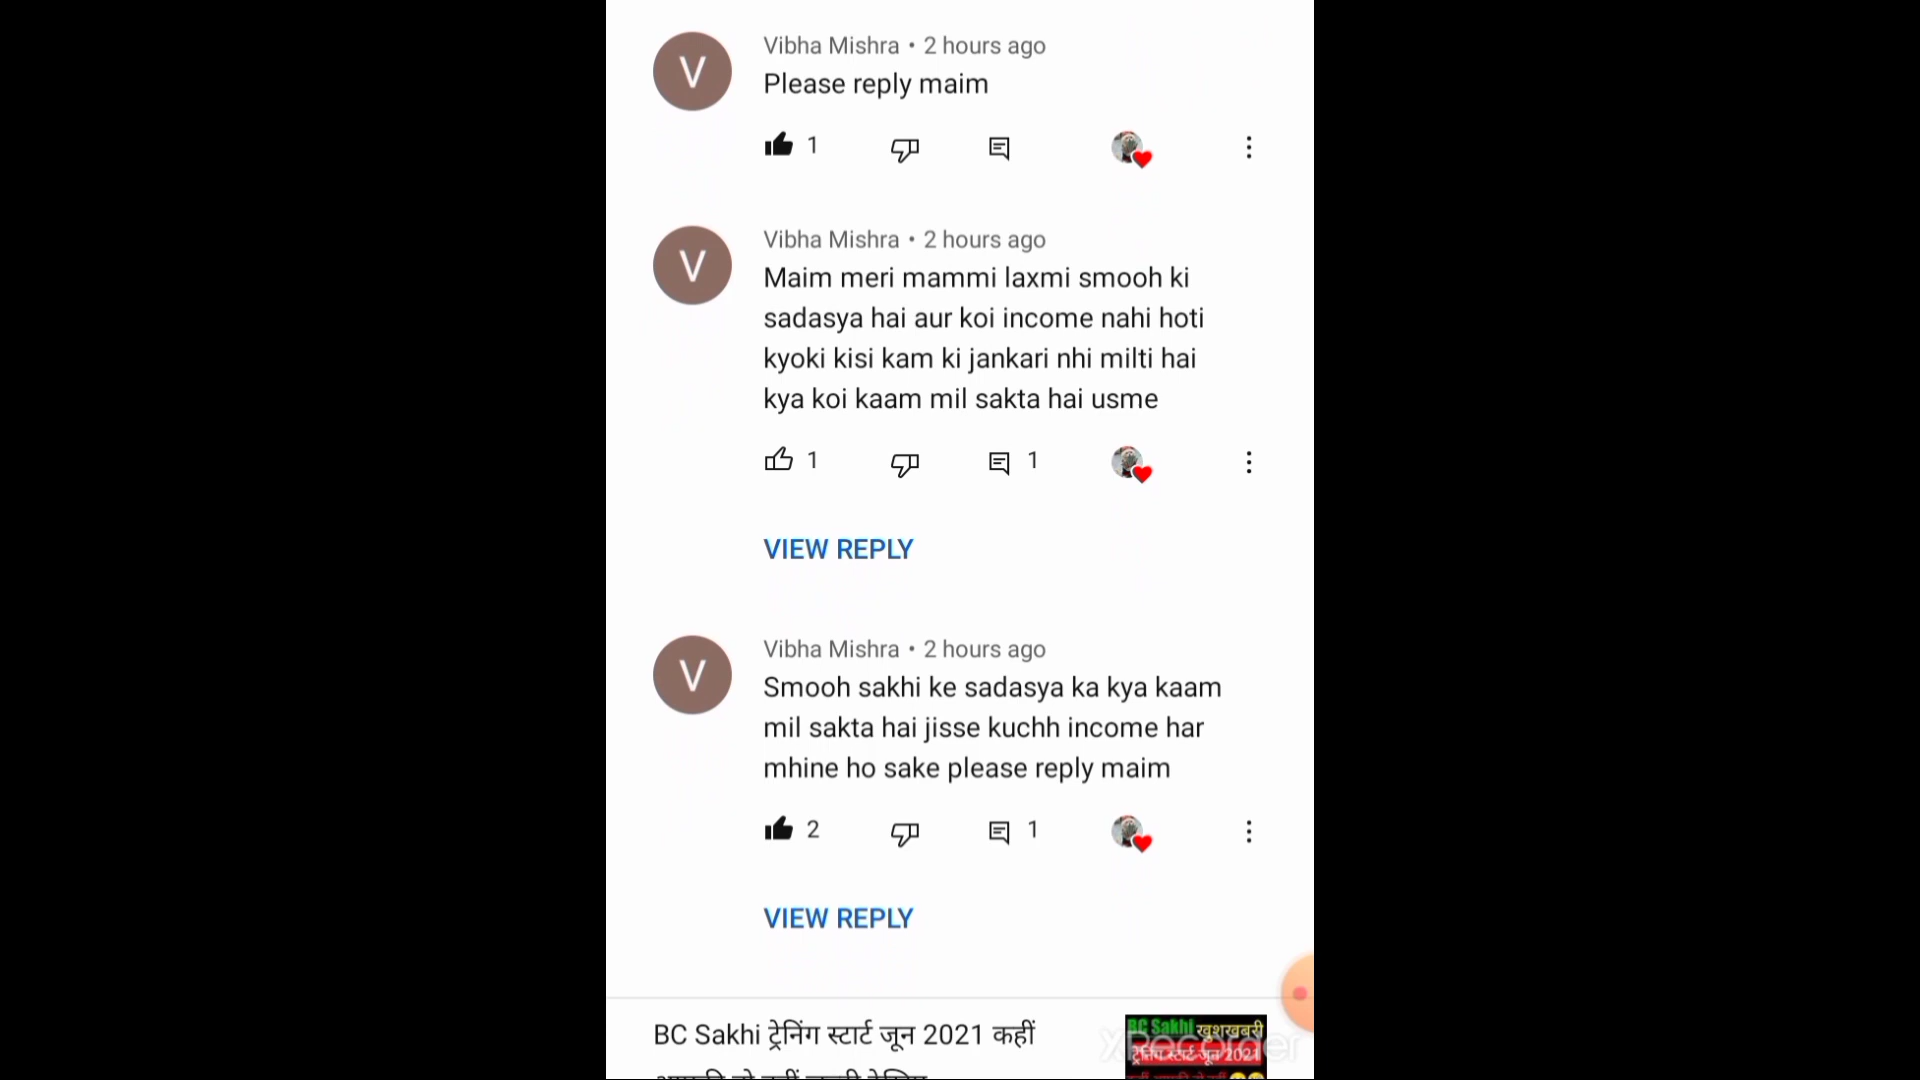 V
Vibha Mishra • 2 hours ago
Please reply maim
1
V
Vibha Mishra • 2 hours ago
Maim meri mammi laxmi smooh ki
sadasya hai aur koi income nahi hoti
kyoki kisi kam ki jankari nhi milti hai
kya koi kaam mil sakta hai usme
1 1
VIEW REPLY
V
Vibha Mishra • 2 hours ago
Smooh sakhi ke sadasya ka kya kaam
mil sakta hai jisse kuchh income har
mhine ho sake please reply maim
2 1
VIEW REPLY
BC Sakhi ट्रेनिंग स्टार्ट जून 2021 कहीं
BC Sakhi खुशखबरी
ट्रेनिंग स्टार्ट जून 2021
XRecorder